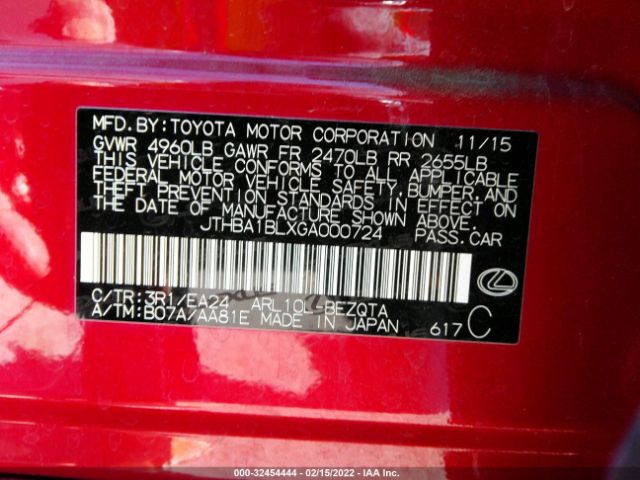 MFD. BY: TOYOTA MOTOR CORPORATION 11/15
GVWR 4960LB GAWR FR 2470LB RR 2655LB
THIS VEHICLE CONFORMS TO ALL APPLICABLE
FEDERAL MOTOR VEHICLE SAFETY, BUMPER, AND
THEFT PREVENTION STANDARDS IN EFFECT ON
THE DATE OF MANUFACTURE SHOWN ABOVE.
JTHBA1BLXGA000724 PASS. CAR
C/TR: 3R1/EA24 ARL10L-BEZQTA
A/TM: B07A/AA81E MADE IN JAPAN 617 C
000-32454444 - 02/15/2022 - IAA Inc.